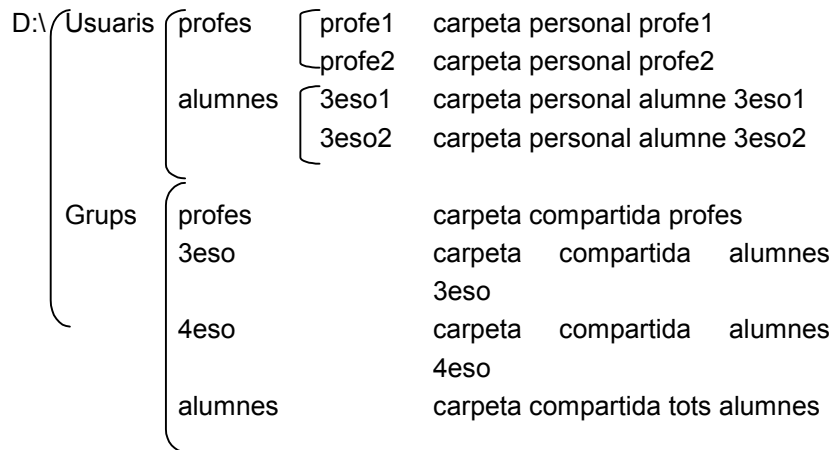 D:\ Usuaris profes profe1 carpeta personal profe1
profe2 carpeta personal profe2
alumnes 3eso1 carpeta personal alumne 3eso1
3eso2 carpeta personal alumne 3eso2
Grups profes carpeta compartida profes
3eso carpeta compartida alumnes
3eso
4eso carpeta compartida alumnes
4eso
alumnes carpeta compartida tots alumnes